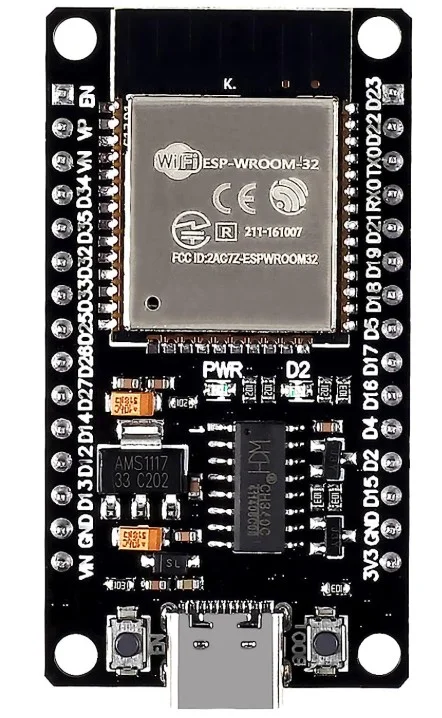 K.
EN
VP
VN
D34
D35
D32
D33
D25
D26
D27
D14
D12
D13
GND
VIN
D23
D22
TX0
RX0
D21
D19
D18
D5
D17
D16
D4
D2
D15
GND
3V3
WiFi ESP-WROOM-32
CE
R 211-161007
FCC ID:2AC7Z-ESPWROOM32
PWR
D2
AMS1117
33 C202
CH340C
SL
EN
BOOT